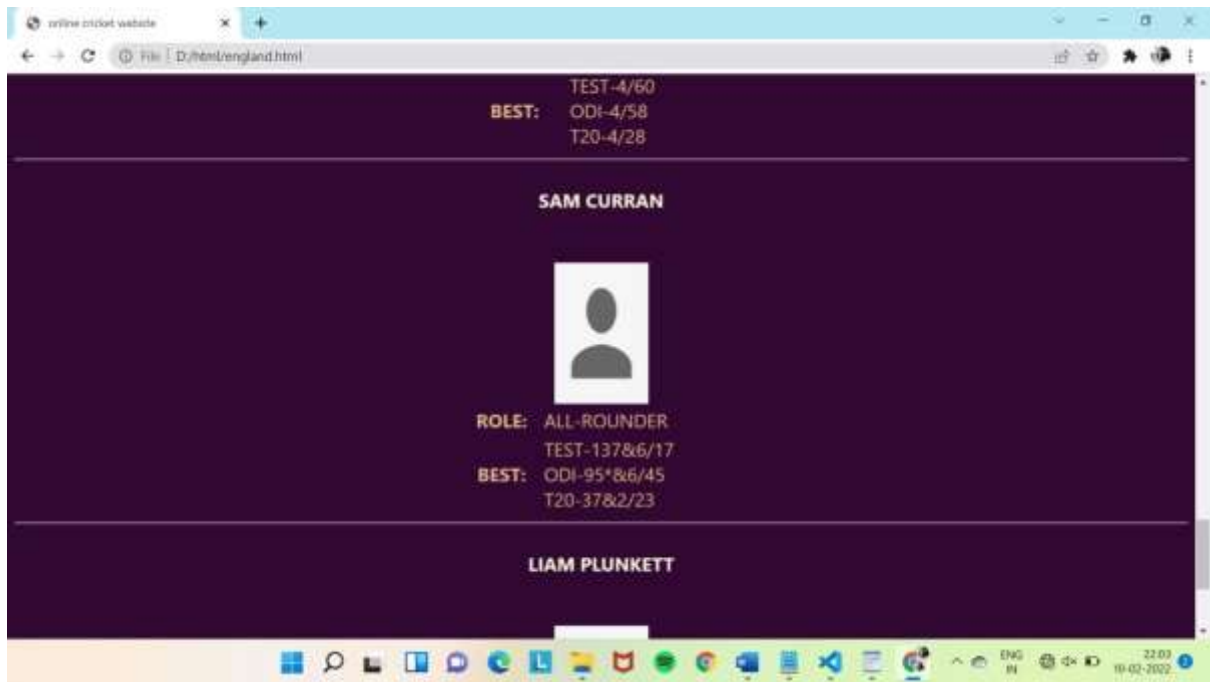 online cricket website
File D:/html/england.html
TEST-4/60
BEST: ODI-4/58
T20-4/28
SAM CURRAN
ROLE: ALL-ROUNDER
TEST-137&6/17
BEST: ODI-95*&6/45
T20-37&2/23
LIAM PLUNKETT
ENG
IN
22:03
19-02-2022